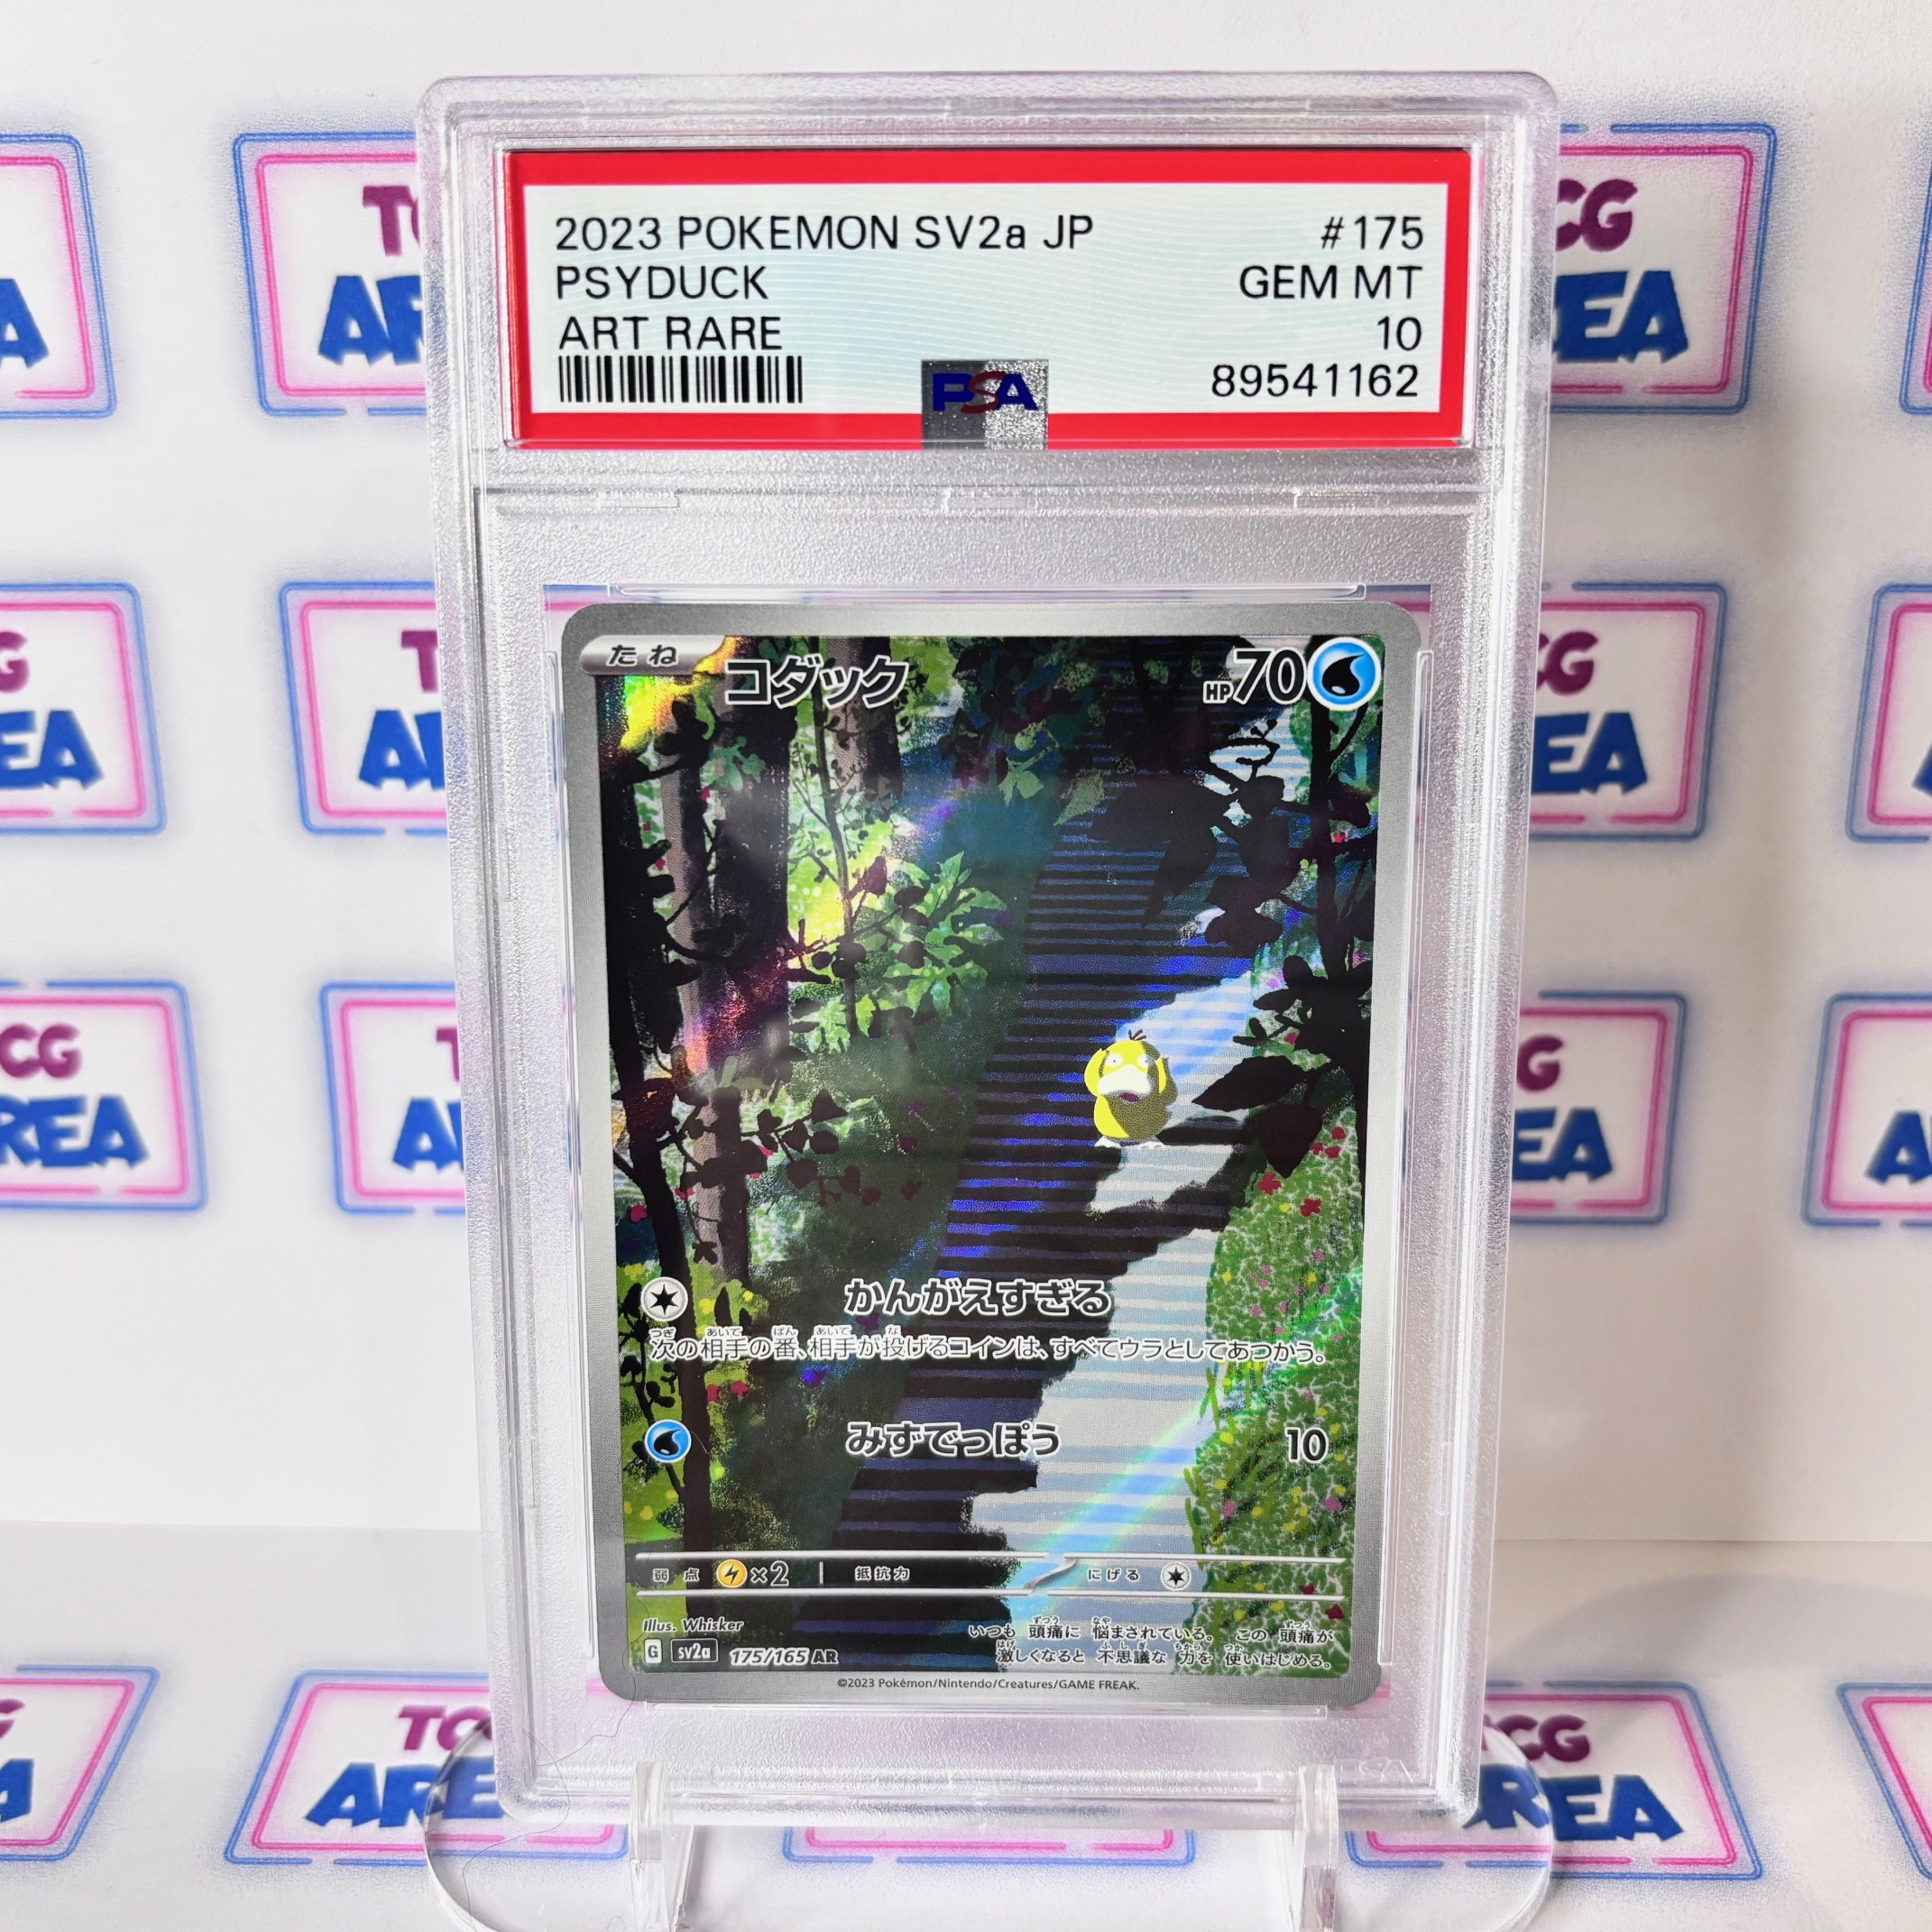 2023 POKEMON SV2a JP #175
PSYDUCK GEM MT
ART RARE 10
PSA 89541162
たね コダック HP70
かんがえすぎる
次の相手の番、相手が投げるコインは、すべてウラとしてあつかう。
みずでっぽう 10
弱点 ×2 抵抗力 にげる
Illus. Whisker
いつも 頭痛に 悩まされている。 この 頭痛が
激しくなると 不思議な 力を 使いはじめる。
G sv2a 175/165 AR
©2023 Pokémon/Nintendo/Creatures/GAME FREAK.
TCG
AREA